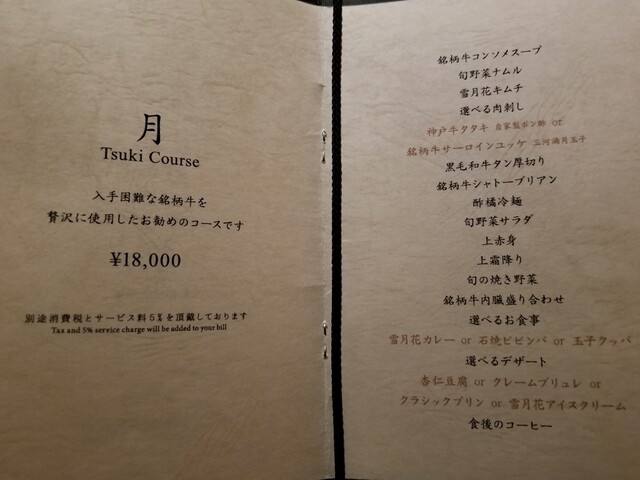 月
Tsuki Course
入手困難な銘柄牛を
贅沢に使用したお勧めのコースです
¥18,000
別途消費税とサービス料5%を頂戴しております
Tax and 5% service charge will be added to your bill
銘柄牛コンソメスープ
旬野菜ナムル
雪月花キムチ
選べる肉刺し
神戸牛タタキ 自家製ポン酢 or
銘柄牛サーロインユッケ 三河満月玉子
黒毛和牛タン厚切り
銘柄牛シャトーブリアン
酢橘冷麺
旬野菜サラダ
上赤身
上霜降り
旬の焼き野菜
銘柄牛内臓盛り合わせ
選べるお食事
雪月花カレー or 石焼ビビンバ or 玉子クッパ
選べるデザート
杏仁豆腐 or クレームブリュレ or
クラシックプリン or 雪月花アイスクリーム
食後のコーヒー